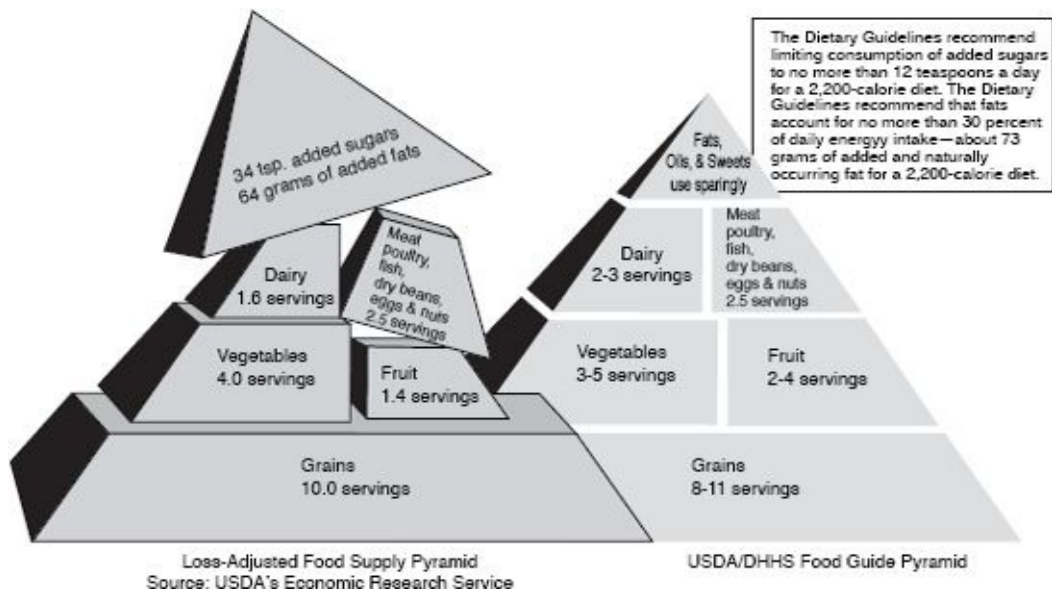 The Dietary Guidelines recommend
limiting consumption of added sugars
to no more than 12 teaspoons a day
for a 2,200-calorie diet. The Dietary
Guidelines recommend that fats
account for no more than 30 percent
of daily energyy intake—about 73
grams of added and naturally
occurring fat for a 2,200-calorie diet.
34 tsp. added sugars
64 grams of added fats
Dairy
1.6 servings
Meat
poultry,
fish,
dry beans,
eggs & nuts
2.5 servings
Vegetables
4.0 servings
Fruit
1.4 servings
Grains
10.0 servings
Loss-Adjusted Food Supply Pyramid
Source: USDA's Economic Research Service
Fats,
Oils, & Sweets
use sparingly
Dairy
2-3 servings
Meat
poultry,
fish,
dry beans,
eggs & nuts
2.5 servings
Vegetables
3-5 servings
Fruit
2-4 servings
Grains
8-11 servings
USDA/DHHS Food Guide Pyramid